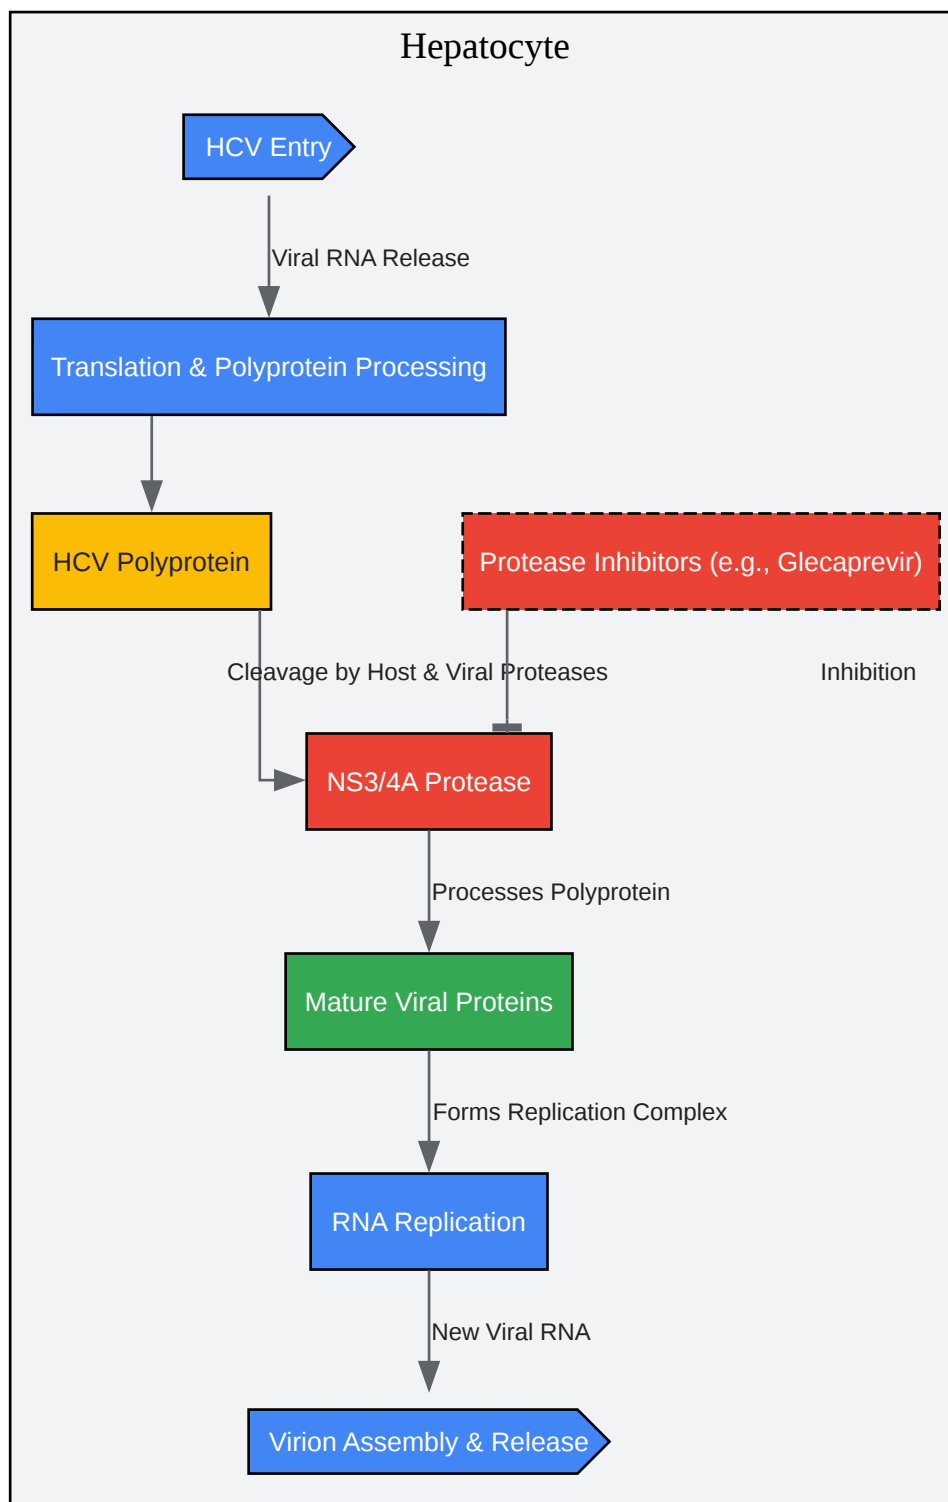 Hepatocyte
HCV Entry
Viral RNA Release
Translation & Polyprotein Processing
HCV Polyprotein
Protease Inhibitors (e.g., Glecaprevir)
Cleavage by Host & Viral Proteases
Inhibition
NS3/4A Protease
Processes Polyprotein
Mature Viral Proteins
Forms Replication Complex
RNA Replication
New Viral RNA
Virion Assembly & Release